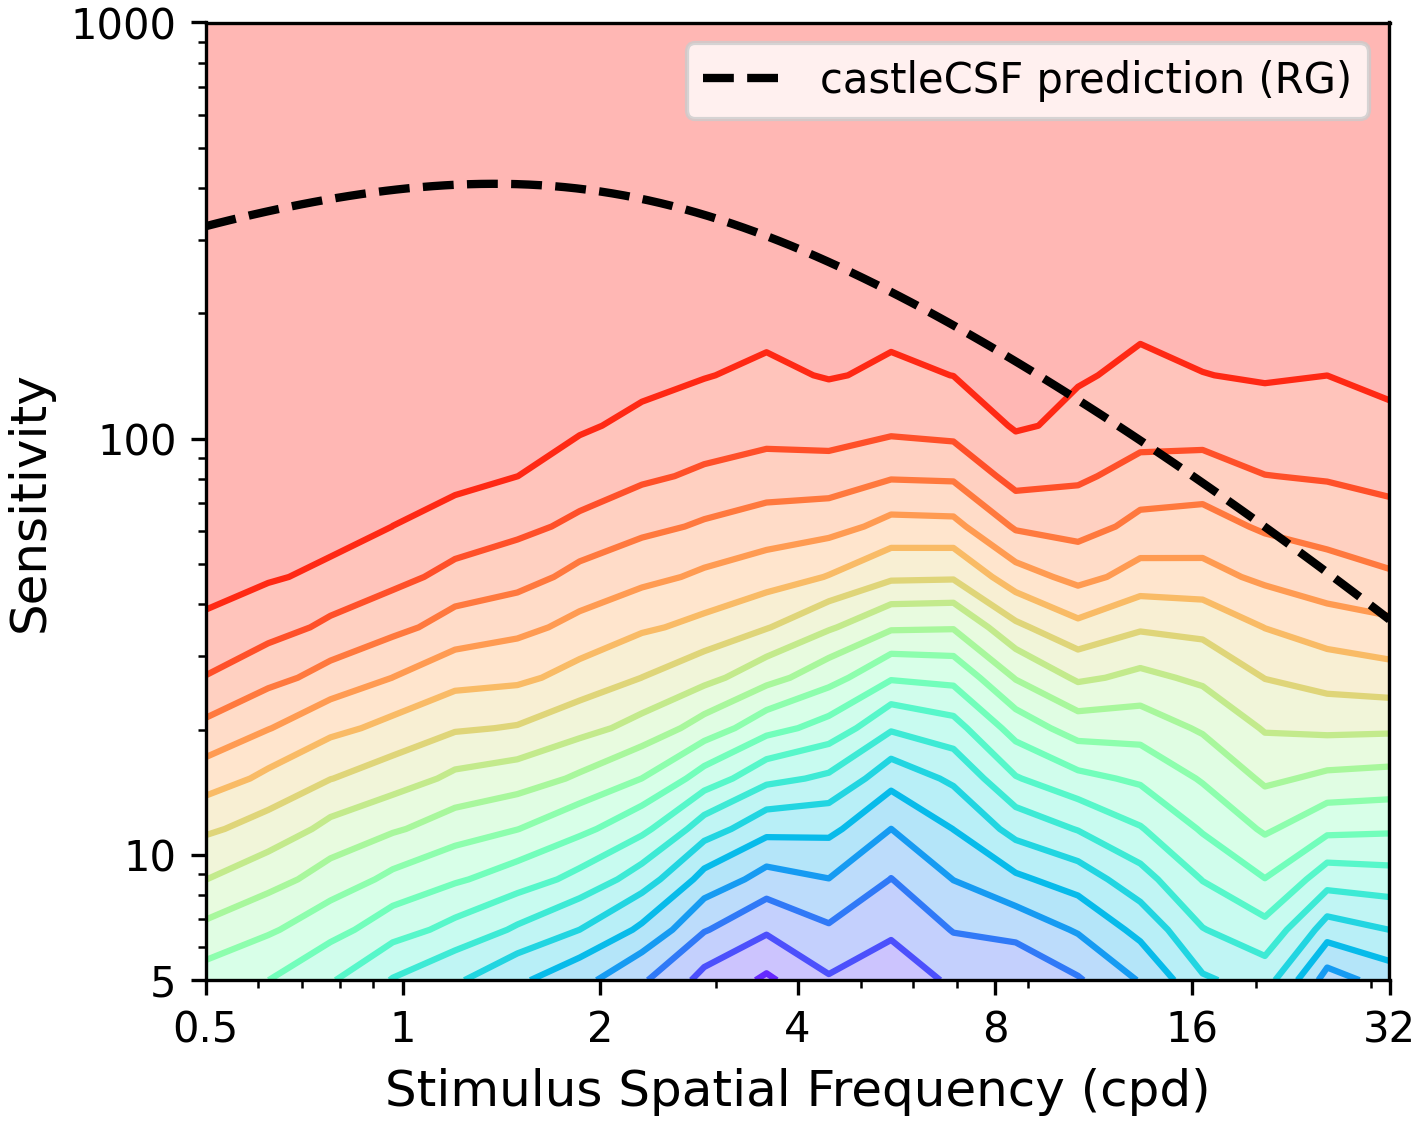 castleCSF prediction (RG)
Sensitivity
1000
100
10
5
0.5 1 2 4 8 16 32
Stimulus Spatial Frequency (cpd)